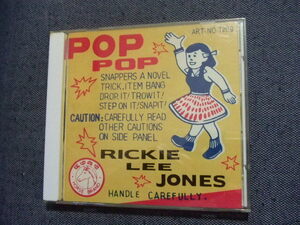 ART. NO. T
POP
POP
SNAPPERS A NOVEL
TRICK, ITEM BANG
DROP IT/TROW IT/
STEP ON IT/SNAP IT/
CAUTION: CAREFULLY READ
OTHER CAUTIONS
ON SIDE PANEL
RICKIE
LEE
JONES
HANDLE CAREFULLY.